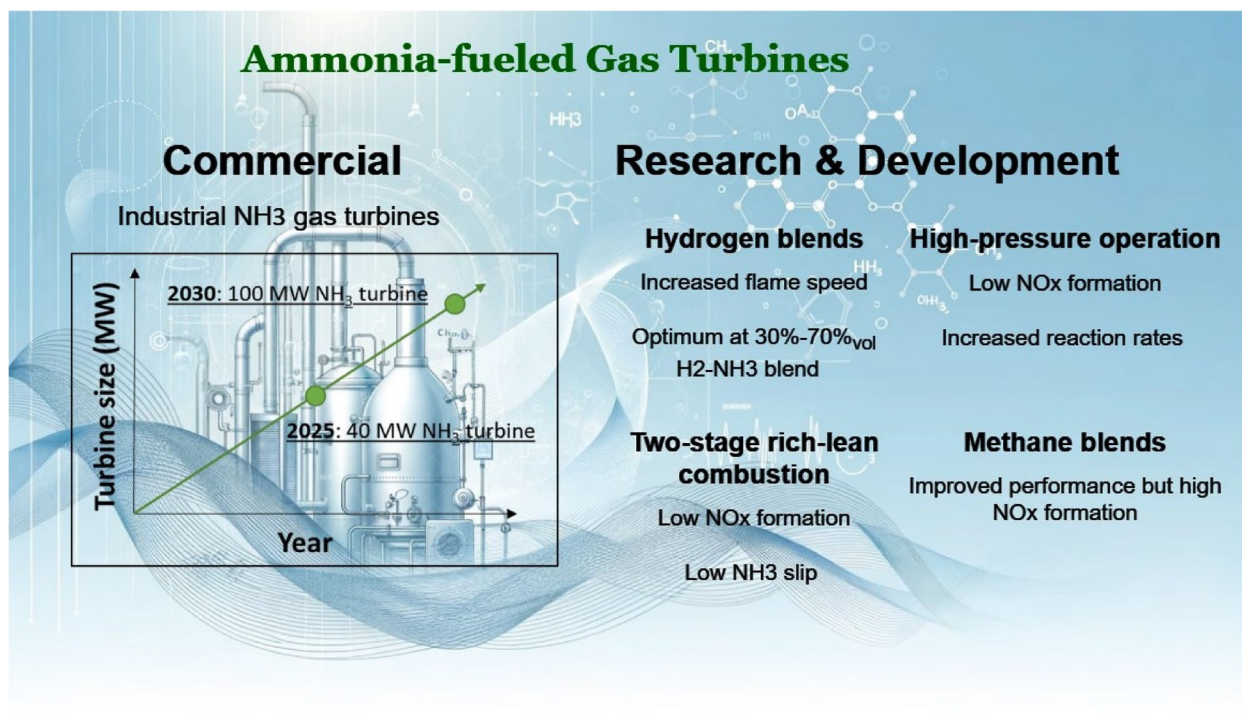 Ammonia-fueled Gas Turbines
Commercial
Industrial NH3 gas turbines
Turbine size (MW)
2030: 100 MW NH3 turbine
2025: 40 MW NH3 turbine
Year
Research & Development
Hydrogen blends
Increased flame speed
Optimum at 30%-70%vol
H2-NH3 blend
High-pressure operation
Low NOx formation
Increased reaction rates
Two-stage rich-lean
combustion
Low NOx formation
Low NH3 slip
Methane blends
Improved performance but high
NOx formation
HH3